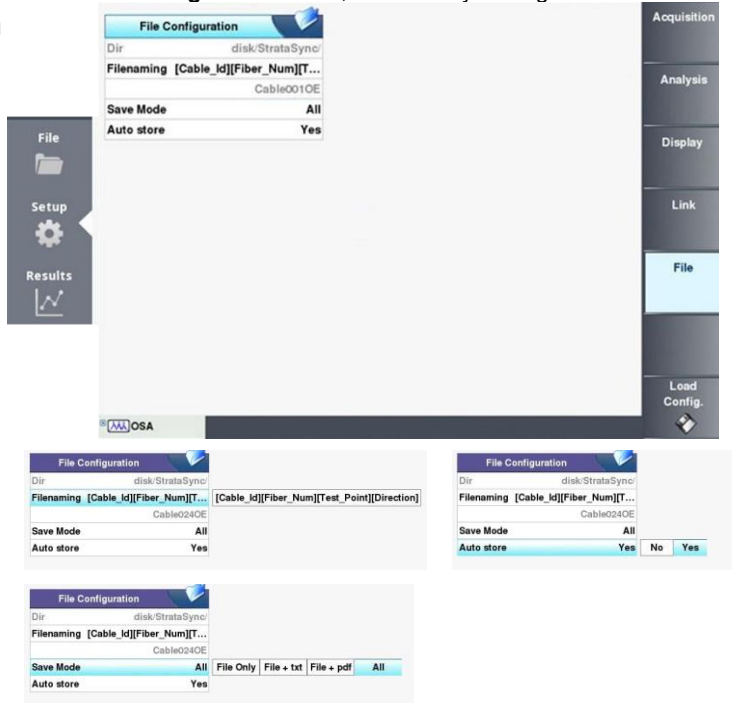 File Configuration
Dir disk/StrataSync/
Filenaming [Cable_Id][Fiber_Num][T...
Cable001OE
Save Mode All
Auto store Yes
File
Setup
Results
Acquisition
Analysis
Display
Link
File
Load
Config.
OSA
File Configuration
Dir disk/StrataSync/
Filenaming [Cable_Id][Fiber_Num][T... [Cable_Id][Fiber_Num][Test_Point][Direction]
Cable024OE
Save Mode All
Auto store Yes
File Configuration
Dir disk/StrataSync/
Filenaming [Cable_Id][Fiber_Num][T...
Cable024OE
Save Mode All
Auto store Yes No Yes
File Configuration
Dir disk/StrataSync/
Filenaming [Cable_Id][Fiber_Num][T...
Cable024OE
Save Mode All File Only File + txt File + pdf All
Auto store Yes